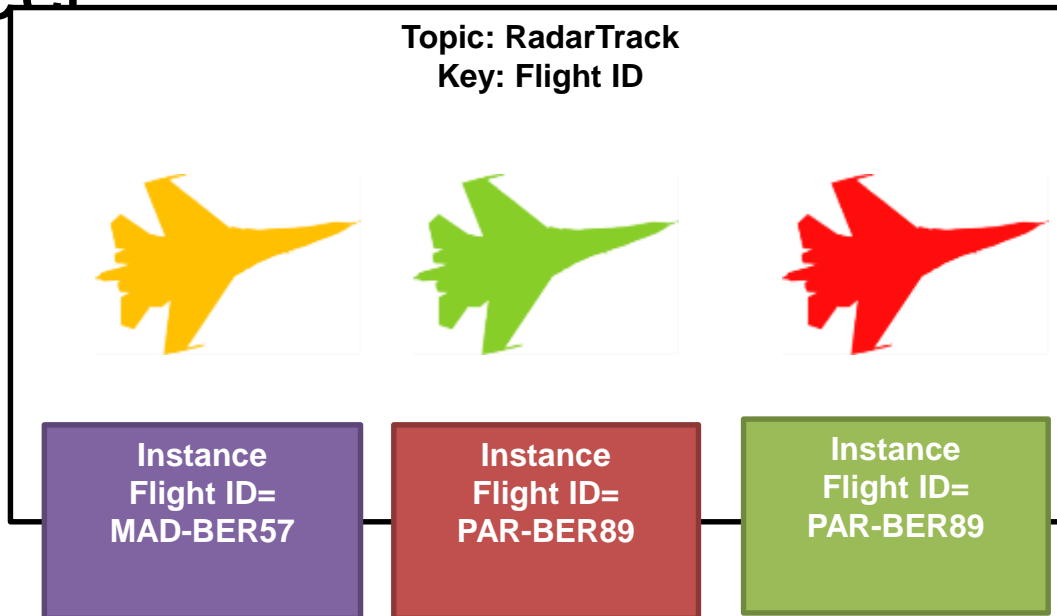 Topic: RadarTrack
Key: Flight ID
Instance
Flight ID=
MAD-BER57
Instance
Flight ID=
PAR-BER89
Instance
Flight ID=
PAR-BER89